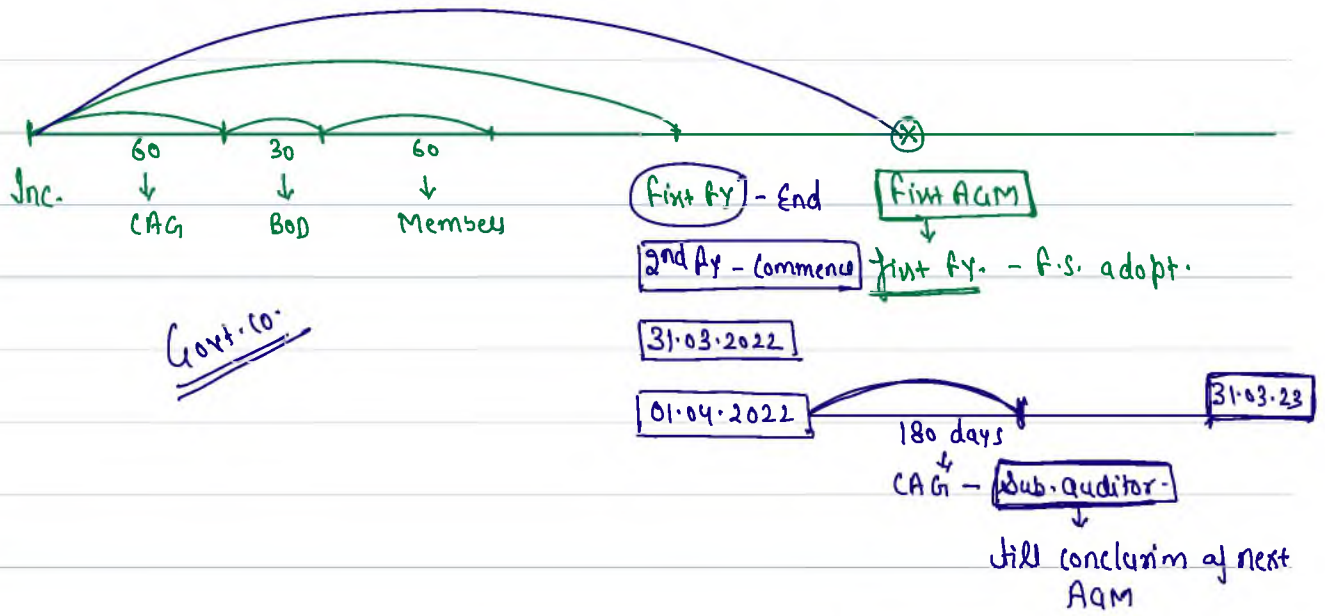 60 30 60
Inc. ↓ ↓ ↓
CAG BOD Members
First FY - End First AGM
↓
2nd FY - Commence first FY. - F.S. adopt.
Govt. co.
31.03.2022
01.04.2022 31.03.23
180 days
↓
CAG - Sub. auditor.
↓
till conclusion of next
AGM